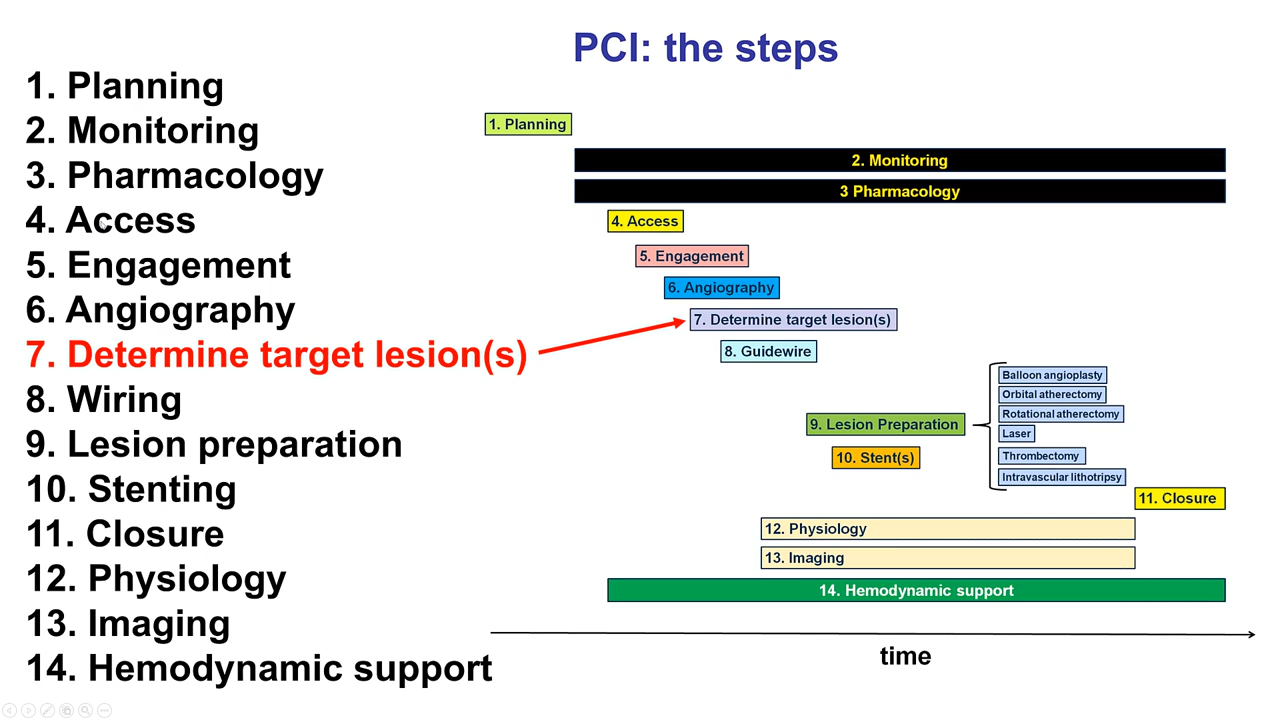 PCI: the steps
1. Planning
2. Monitoring
3. Pharmacology
4. Access
5. Engagement
6. Angiography
7. Determine target lesion(s)
8. Wiring
9. Lesion preparation
10. Stenting
11. Closure
12. Physiology
13. Imaging
14. Hemodynamic support
1. Planning
2. Monitoring
3 Pharmacology
4. Access
5. Engagement
6. Angiography
7. Determine target lesion(s)
8. Guidewire
9. Lesion Preparation
Balloon angioplasty
Orbital atherectomy
Rotational atherectomy
Laser
Thrombectomy
Intravascular lithotripsy
10. Stent(s)
11. Closure
12. Physiology
13. Imaging
14. Hemodynamic support
time